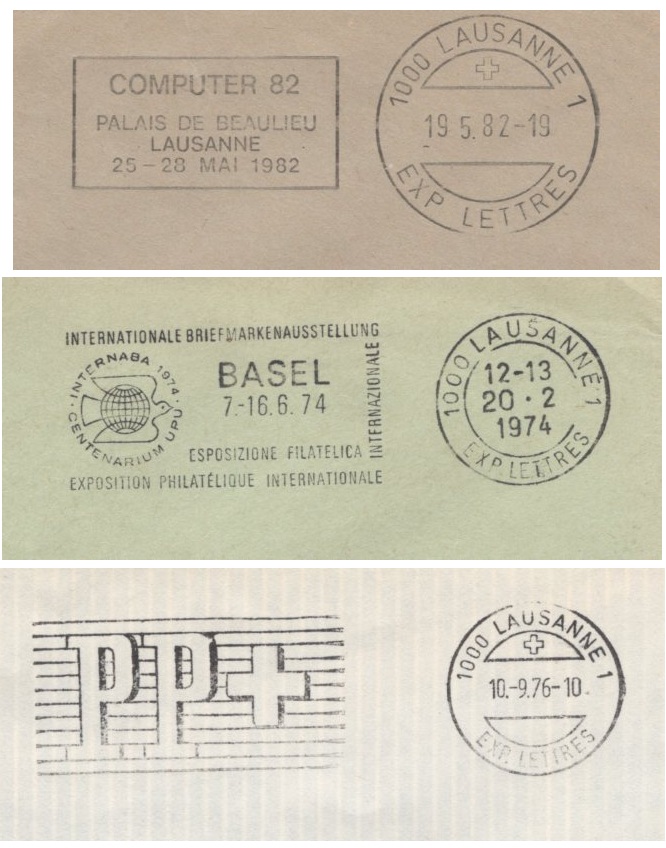 COMPUTER 82
PALAIS DE BEAULIEU
LAUSANNE
25-28 MAI 1982
1000 LAUSANNE 1
19 5.82-19
EXP LETTRES
INTERNATIONALE BRIEFMARKENAUSSTELLUNG
INTERNABA 1974
CENTENARIUM UPU
BASEL
7.-16.6.74
INTERNAZIONALE
ESPOSIZIONE FILATELICA
EXPOSITION PHILATÉLIQUE INTERNATIONALE
1000 LAUSANNE 1
12-13
20·2
1974
EXP. LETTRES
PP
1000 LAUSANNE 1
10.-9.76-10.
EXP. LETTRES